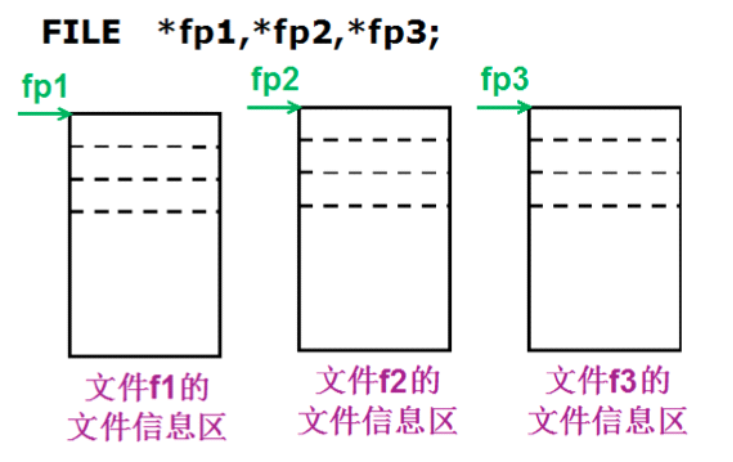 FILE *fp1,*fp2,*fp3;
fp1
fp2
fp3
文件f1的
文件信息区
文件f2的
文件信息区
文件f3的
文件信息区